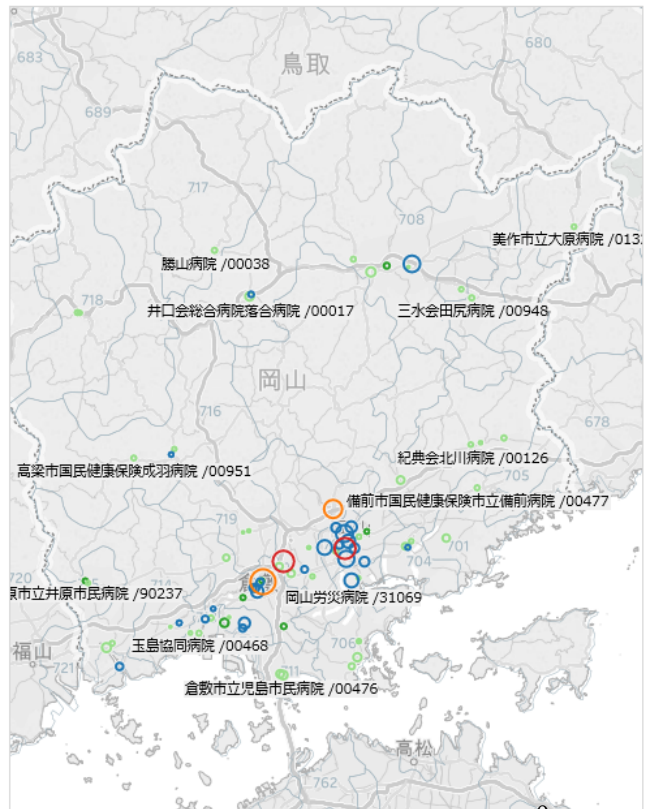 683
680
鳥取
689
717
708
美作市立大原病院 /013
勝山病院 /00038
718
井口会総合病院落合病院 /00017
三水会田尻病院 /00948
岡山
716
678
紀典会北川病院 /00126
高梁市国民健康保険成羽病院 /00951
705
備前市国民健康保険市立備前病院 /00477
719
701
704
720
714
原市立井原市民病院 /90237
岡山労災病院 /31069
玉島協同病院 /00468
706
福山
721
倉敷市立児島市民病院 /00476
高松
762